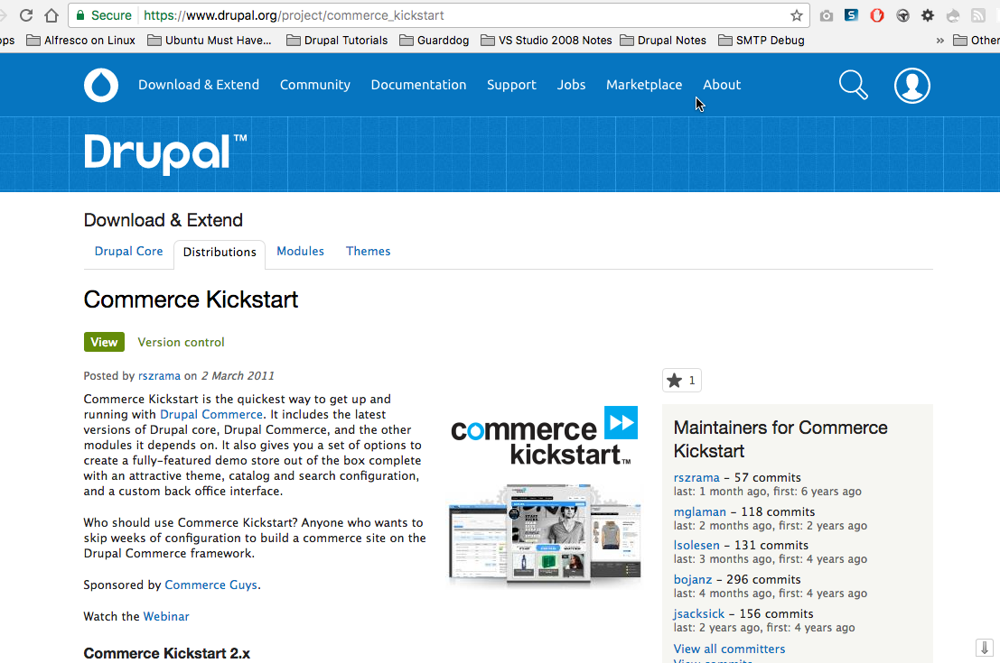 Secure https://www.drupal.org/project/commerce_kickstart
ops Alfresco on Linux Ubuntu Must Have... Drupal Tutorials Guarddog VS Studio 2008 Notes Drupal Notes SMTP Debug » Other
Download & Extend Community Documentation Support Jobs Marketplace About
Drupal™
Download & Extend
Drupal Core Distributions Modules Themes
Commerce Kickstart
View Version control
Posted by rszrama on 2 March 2011
Commerce Kickstart is the quickest way to get up and
running with Drupal Commerce. It includes the latest
versions of Drupal core, Drupal Commerce, and the other
modules it depends on. It also gives you a set of options to
create a fully-featured demo store out of the box complete
with an attractive theme, catalog and search configuration,
and a custom back office interface.
Who should use Commerce Kickstart? Anyone who wants to
skip weeks of configuration to build a commerce site on the
Drupal Commerce framework.
Sponsored by Commerce Guys.
Watch the Webinar
Commerce Kickstart 2.x
commerce
kickstart™
1
Maintainers for Commerce
Kickstart
rszrama – 57 commits
last: 1 month ago, first: 6 years ago
mglaman – 118 commits
last: 2 months ago, first: 2 years ago
lsolesen – 131 commits
last: 3 months ago, first: 4 years ago
bojanz – 296 commits
last: 4 months ago, first: 4 years ago
jsacksick – 156 commits
last: 2 years ago, first: 4 years ago
View all committers
View commits